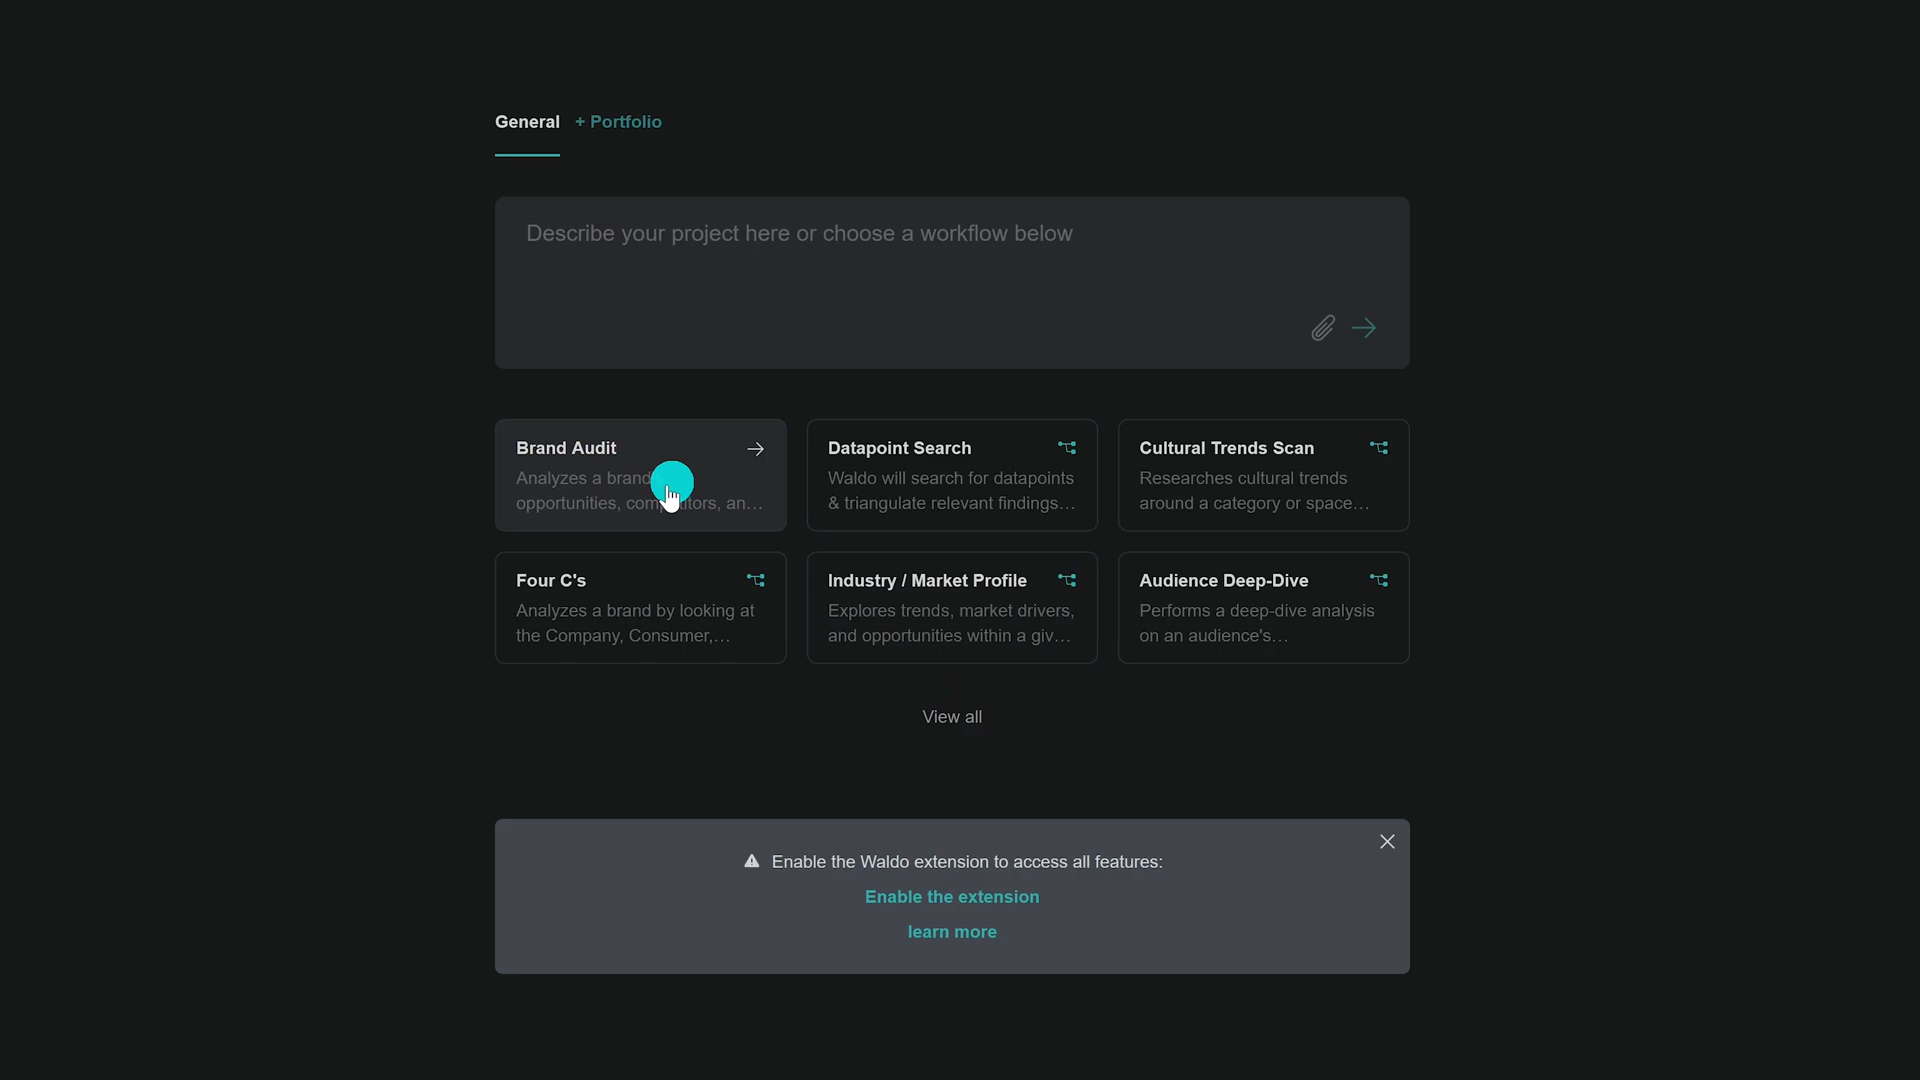 General + Portfolio
Describe your project here or choose a workflow below
Brand Audit
Analyzes a brand
opportunities, an...
Datapoint Search
Waldo will search for datapoints
& triangulate relevant findings...
Cultural Trends Scan
Researches cultural trends
around a category or space...
Four C's
Analyzes a brand by looking at
the Company, Consumer,...
Industry / Market Profile
Explores trends, market drivers,
and opportunities within a giv...
Audience Deep-Dive
Performs a deep-dive analysis
on an audience's...
View all
Enable the Waldo extension to access all features:
Enable the extension
learn more